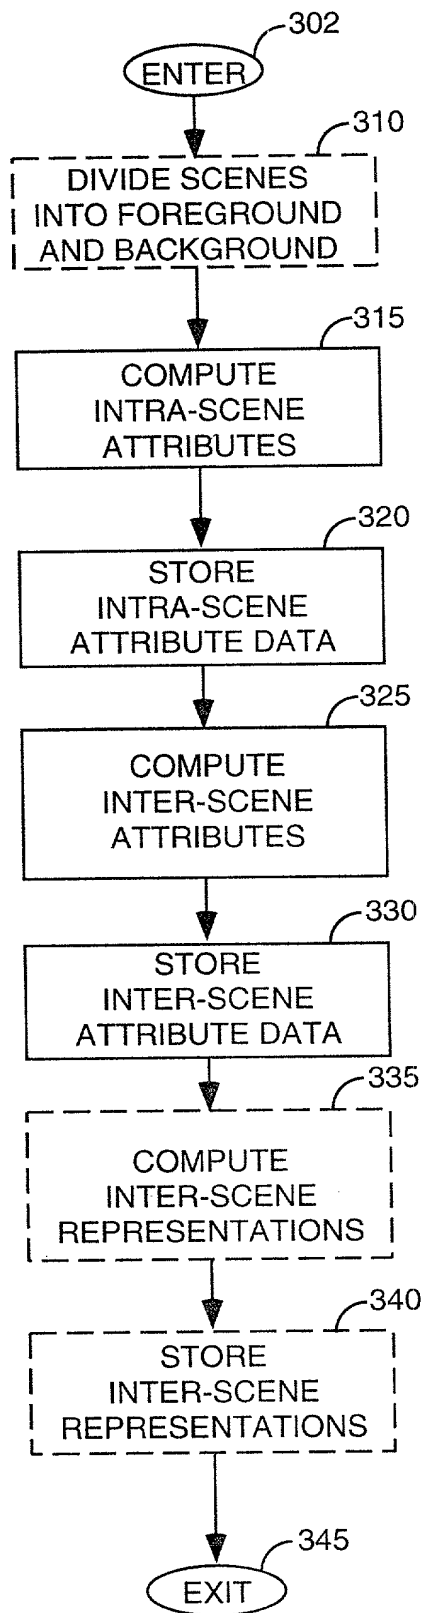 302
ENTER
310
DIVIDE SCENES
INTO FOREGROUND
AND BACKGROUND
315
COMPUTE
INTRA-SCENE
ATTRIBUTES
320
STORE
INTRA-SCENE
ATTRIBUTE DATA
325
COMPUTE
INTER-SCENE
ATTRIBUTES
330
STORE
INTER-SCENE
ATTRIBUTE DATA
335
COMPUTE
INTER-SCENE
REPRESENTATIONS
340
STORE
INTER-SCENE
REPRESENTATIONS
345
EXIT